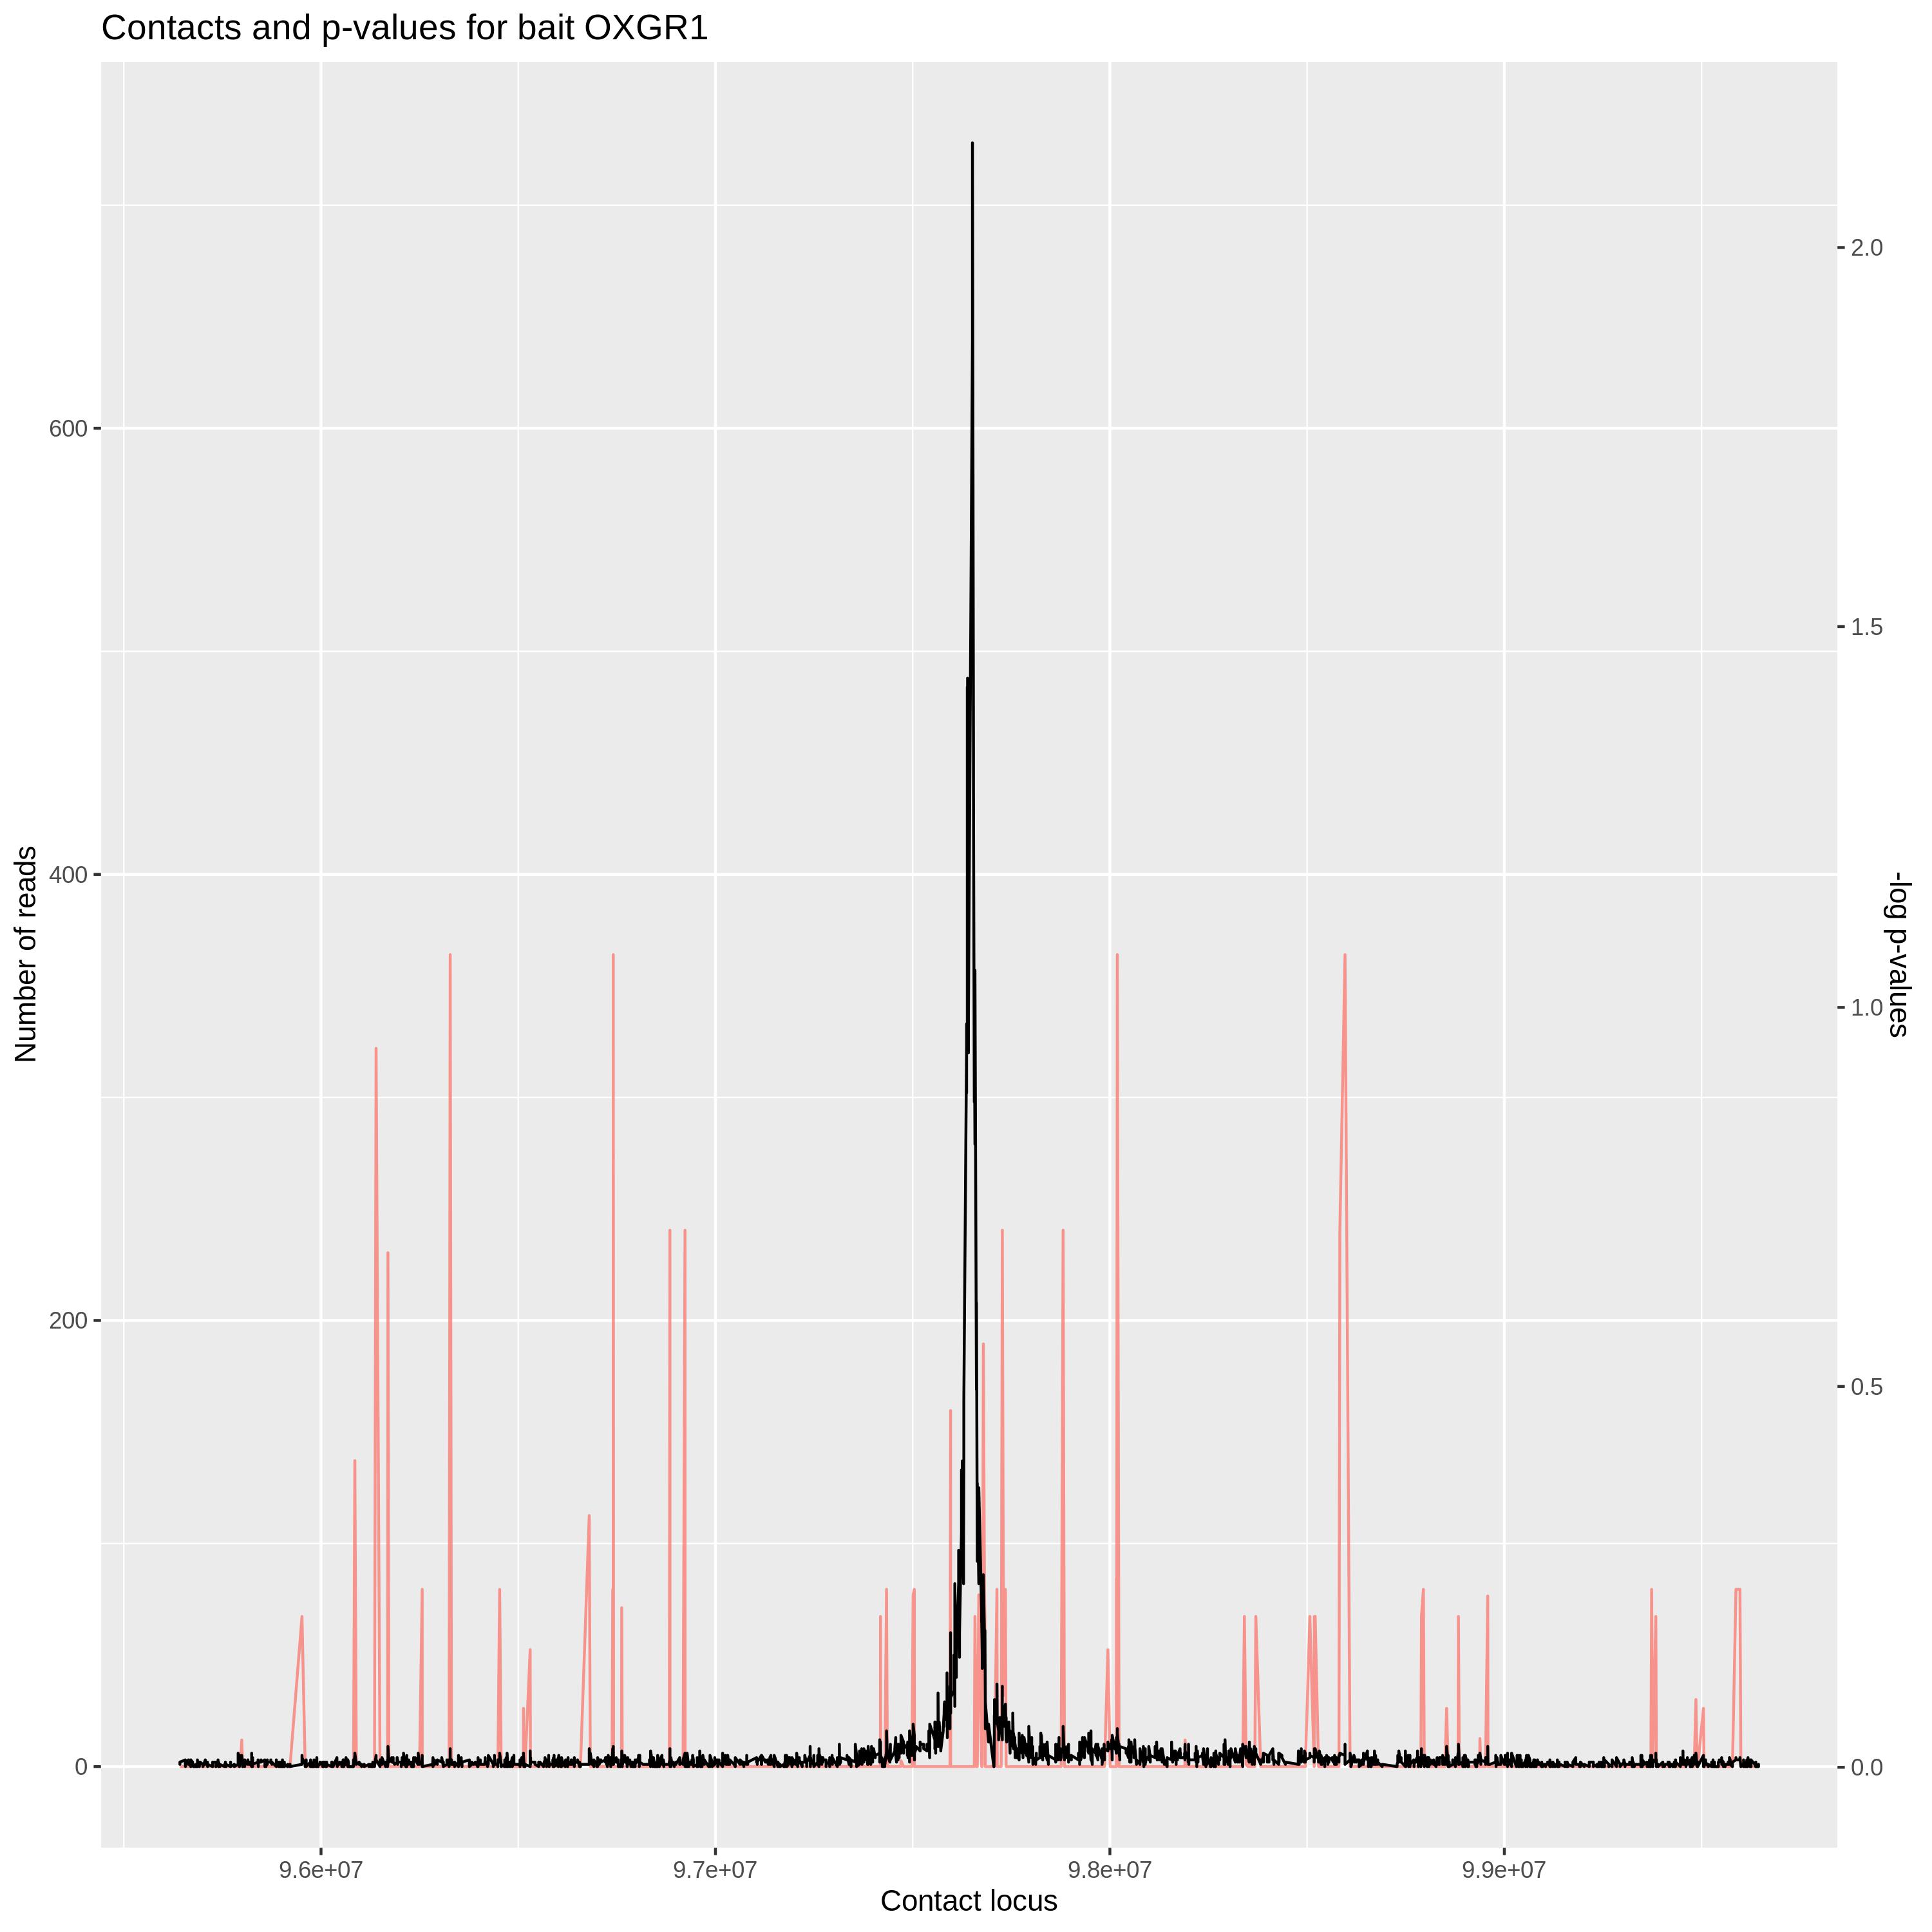 Contacts and p-values for bait OXGR1
Number of reads
600
400
200
0
2.0
1.5
1.0
0.5
0.0
-log p-values
9.6e+07 9.7e+07 9.8e+07 9.9e+07
Contact locus